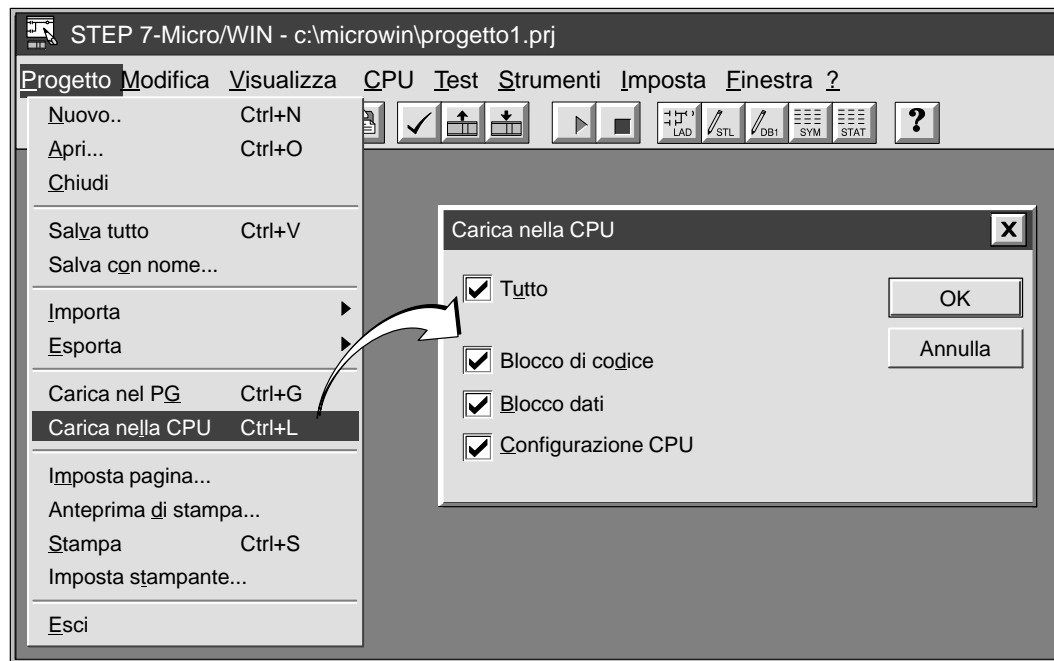 STEP 7-Micro/WIN - c:\microwin\progetto1.prj
Progetto Modifica Visualizza CPU Test Strumenti Imposta Finestra ?
LAD STL DB1 SYM STAT ?
Nuovo.. Ctrl+N
Apri... Ctrl+O
Chiudi
Salva tutto Ctrl+V
Salva con nome...
Importa
Esporta
Carica nel PG Ctrl+G
Carica nella CPU Ctrl+L
Imposta pagina...
Anteprima di stampa...
Stampa Ctrl+S
Imposta stampante...
Esci
Carica nella CPU X
Tutto
Blocco di codice
Blocco dati
Configurazione CPU
OK
Annulla